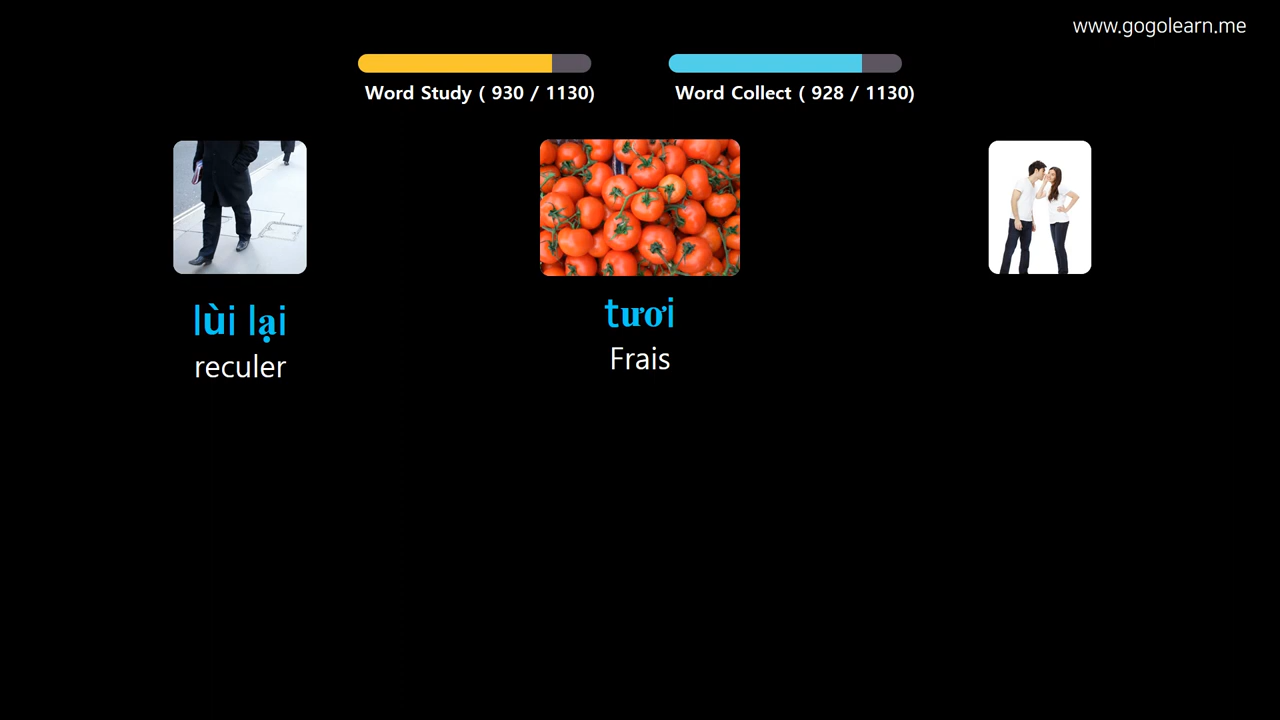 www.gogolearn.me
Word Study ( 930 / 1130)
Word Collect ( 928 / 1130)
lùi lại
reculer
tươi
Frais